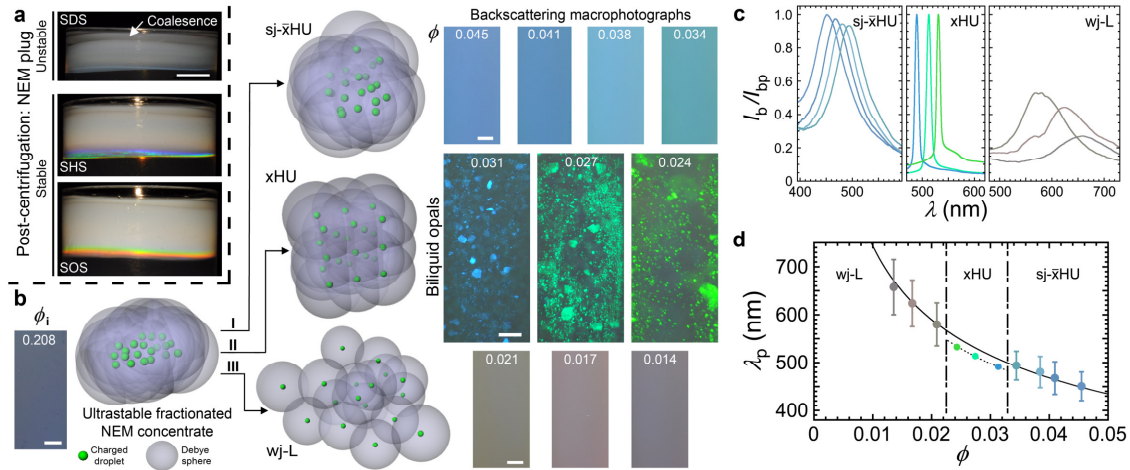 a
Post-centrifugation: NEM plug
Unstable
Stable
SDS
Coalesence
SHS
SOS
b
ϕi
0.208
Ultrastable fractionated
NEM concentrate
Charged
droplet
Debye
sphere
I
II
III
sj-x̄HU
xHU
wj-L
Backscattering macrophotographs
ϕ
0.045
0.041
0.038
0.034
Biliquid opals
0.031
0.027
0.024
0.021
0.017
0.014
c
sj-x̄HU
xHU
wj-L
Ib/Ibp
1.0
0.8
0.6
0.4
0.2
0
400 500
500 600
500 600 700
λ (nm)
d
wj-L
xHU
sj-x̄HU
λp (nm)
700
600
500
400
0 0.01 0.02 0.03 0.04 0.05
ϕ